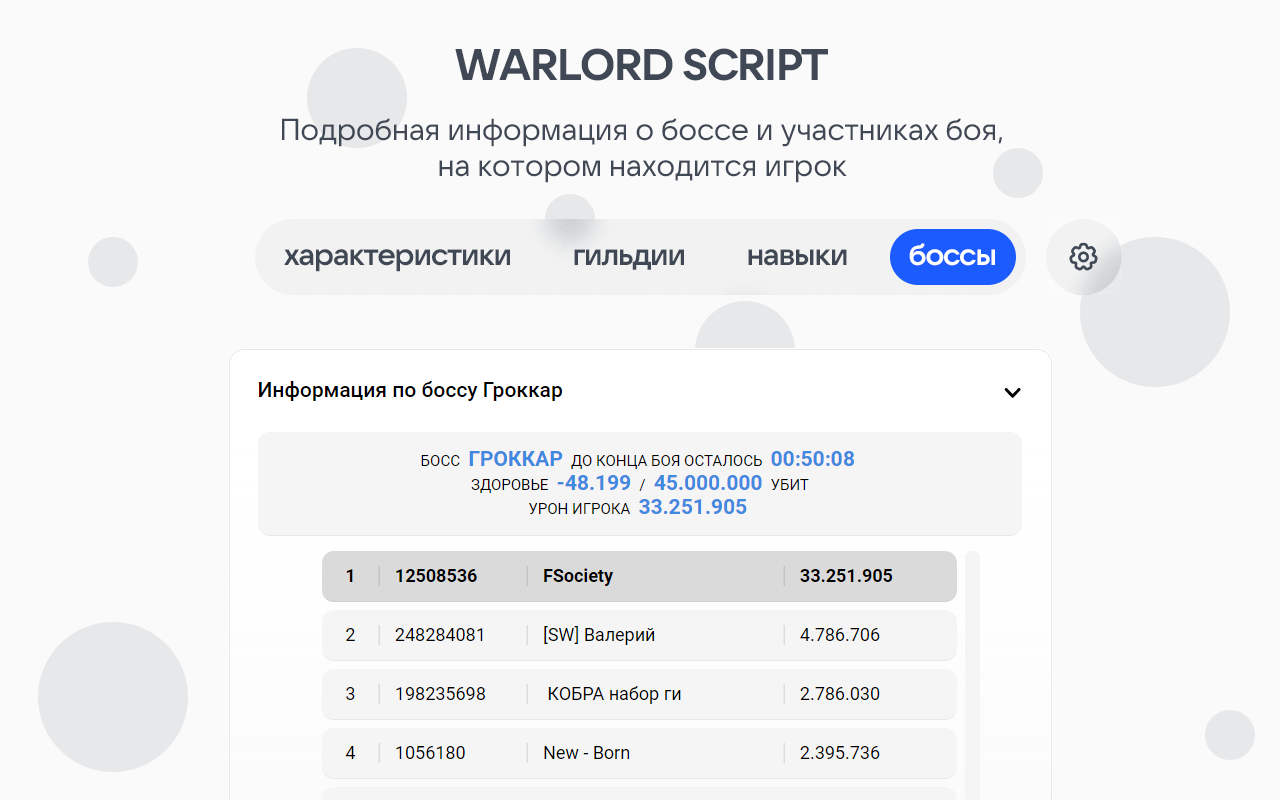 WARLORD SCRIPT
Подробная информация о боссе и участниках боя,
на котором находится игрок
характеристики гильдии навыки боссы
Информация по боссу Гроккар
БОСС ГРОККАР ДО КОНЦА БОЯ ОСТАЛОСЬ 00:50:08
ЗДОРОВЬЕ -48.199 / 45.000.000 УБИТ
УРОН ИГРОКА 33.251.905
1 12508536 FSociety 33.251.905
2 248284081 [SW] Валерий 4.786.706
3 198235698 КОБРА набор ги 2.786.030
4 1056180 New - Born 2.395.736